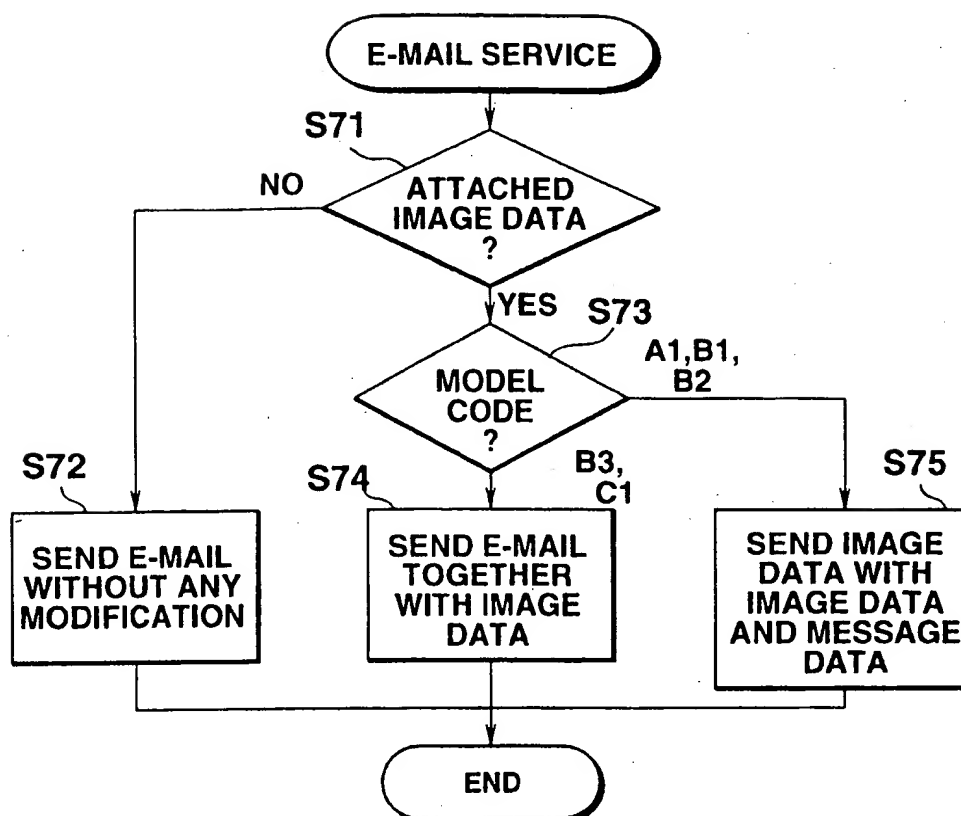 E-MAIL SERVICE
S71
NO
ATTACHED
IMAGE DATA
?
YES
S73
A1,B1,
B2
MODEL
CODE
?
B3,
C1
S72
S74
S75
SEND E-MAIL
WITHOUT ANY
MODIFICATION
SEND E-MAIL
TOGETHER
WITH IMAGE
DATA
SEND IMAGE
DATA WITH
IMAGE DATA
AND MESSAGE
DATA
END